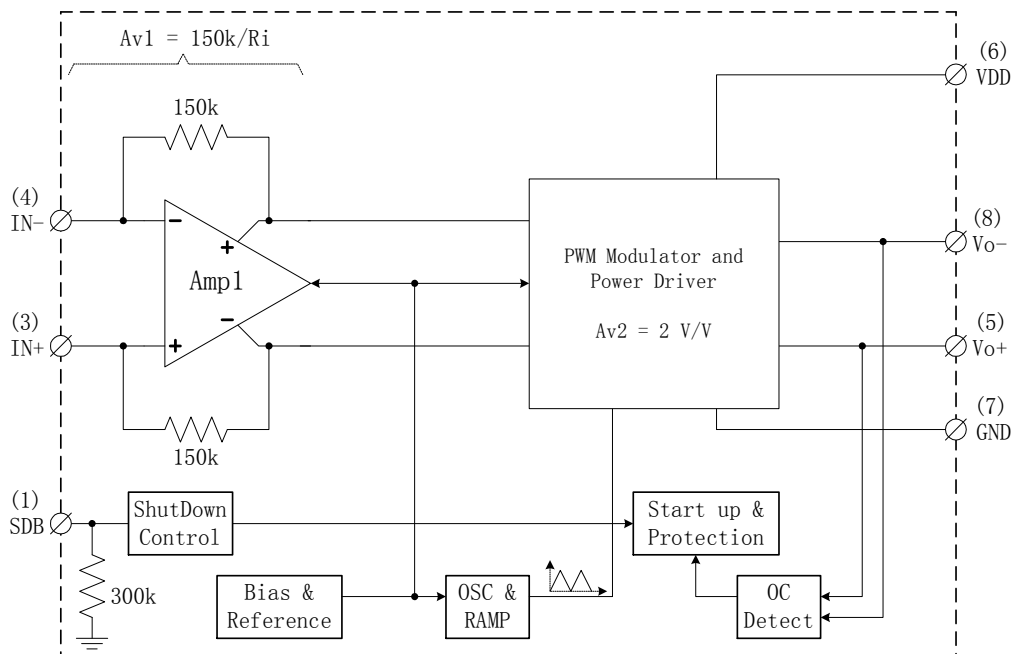 Av1 = 150k/Ri
(6)
VDD
150k
(4)
IN-
-
+
Amp1
-
+
(3)
IN+
150k
PWM Modulator and
Power Driver
Av2 = 2 V/V
(8)
Vo-
(5)
Vo+
(7)
GND
(1)
SDB
ShutDown
Control
Start up &
Protection
300k
Bias &
Reference
OSC &
RAMP
OC
Detect